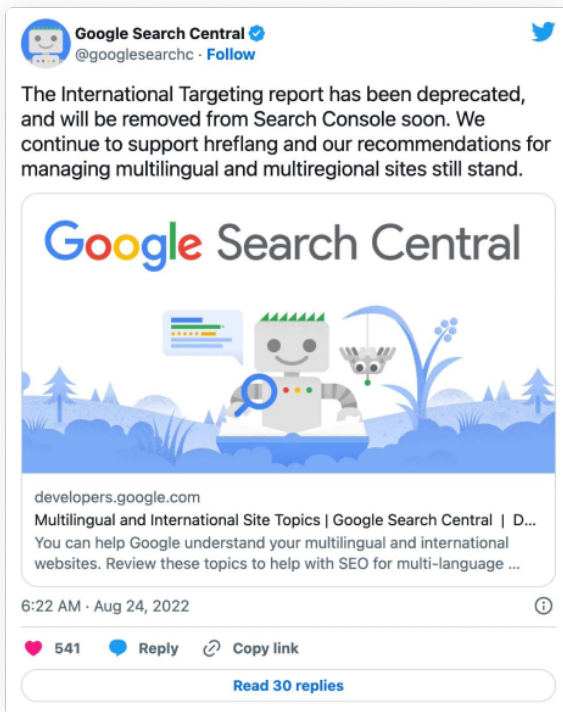 Google Search Central
@googlesearchc · Follow
The International Targeting report has been deprecated,
and will be removed from Search Console soon. We
continue to support hreflang and our recommendations for
managing multilingual and multiregional sites still stand.
Google Search Central
developers.google.com
Multilingual and International Site Topics | Google Search Central | D...
You can help Google understand your multilingual and international
websites. Review these topics to help with SEO for multi-language ...
6:22 AM · Aug 24, 2022
541 Reply Copy link
Read 30 replies